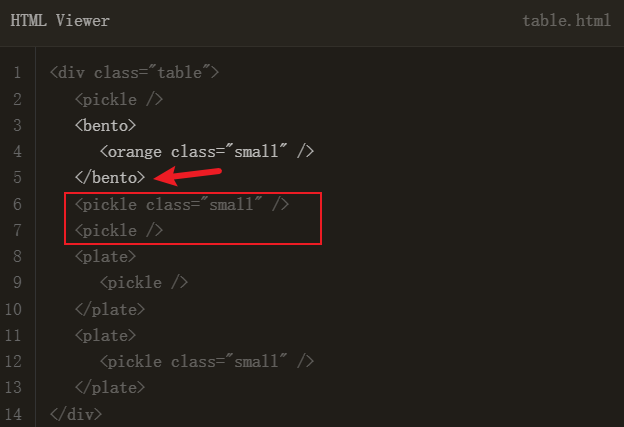 HTML Viewer table.html
1 <div class="table">
2 <pickle />
3 <bento>
4 <orange class="small" />
5 </bento>
6 <pickle class="small" />
7 <pickle />
8 <plate>
9 <pickle />
10 </plate>
11 <plate>
12 <pickle class="small" />
13 </plate>
14 </div>